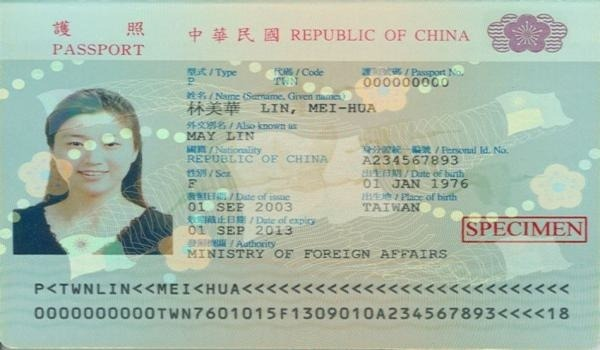 護照 中華民國 REPUBLIC OF CHINA
PASSPORT
型式 / Type 代碼 / Code 護照號碼 / Passport No.
P TWN 000000000
姓名 / Name (Surname, Given names)
林美華 LIN, MEI-HUA
外文別名 / Also known as
MAY LIN
國籍 / Nationality 身分證統一編號 / Personal Id. No.
REPUBLIC OF CHINA A234567893
性別 / Sex 出生日期 / Date of birth
F 01 JAN 1976
發照日期 / Date of issue 出生地 / Place of birth
01 SEP 2003 TAIWAN
效期截止日期 / Date of expiry
01 SEP 2013 SPECIMEN
發照機關 / Authority
MINISTRY OF FOREIGN AFFAIRS
P<TWNLIN<<MEI<HUA<<<<<<<<<<<<<<<<<<<<<<<<<<<
0000000000TWN7601015F1309010A234567893<<<<18